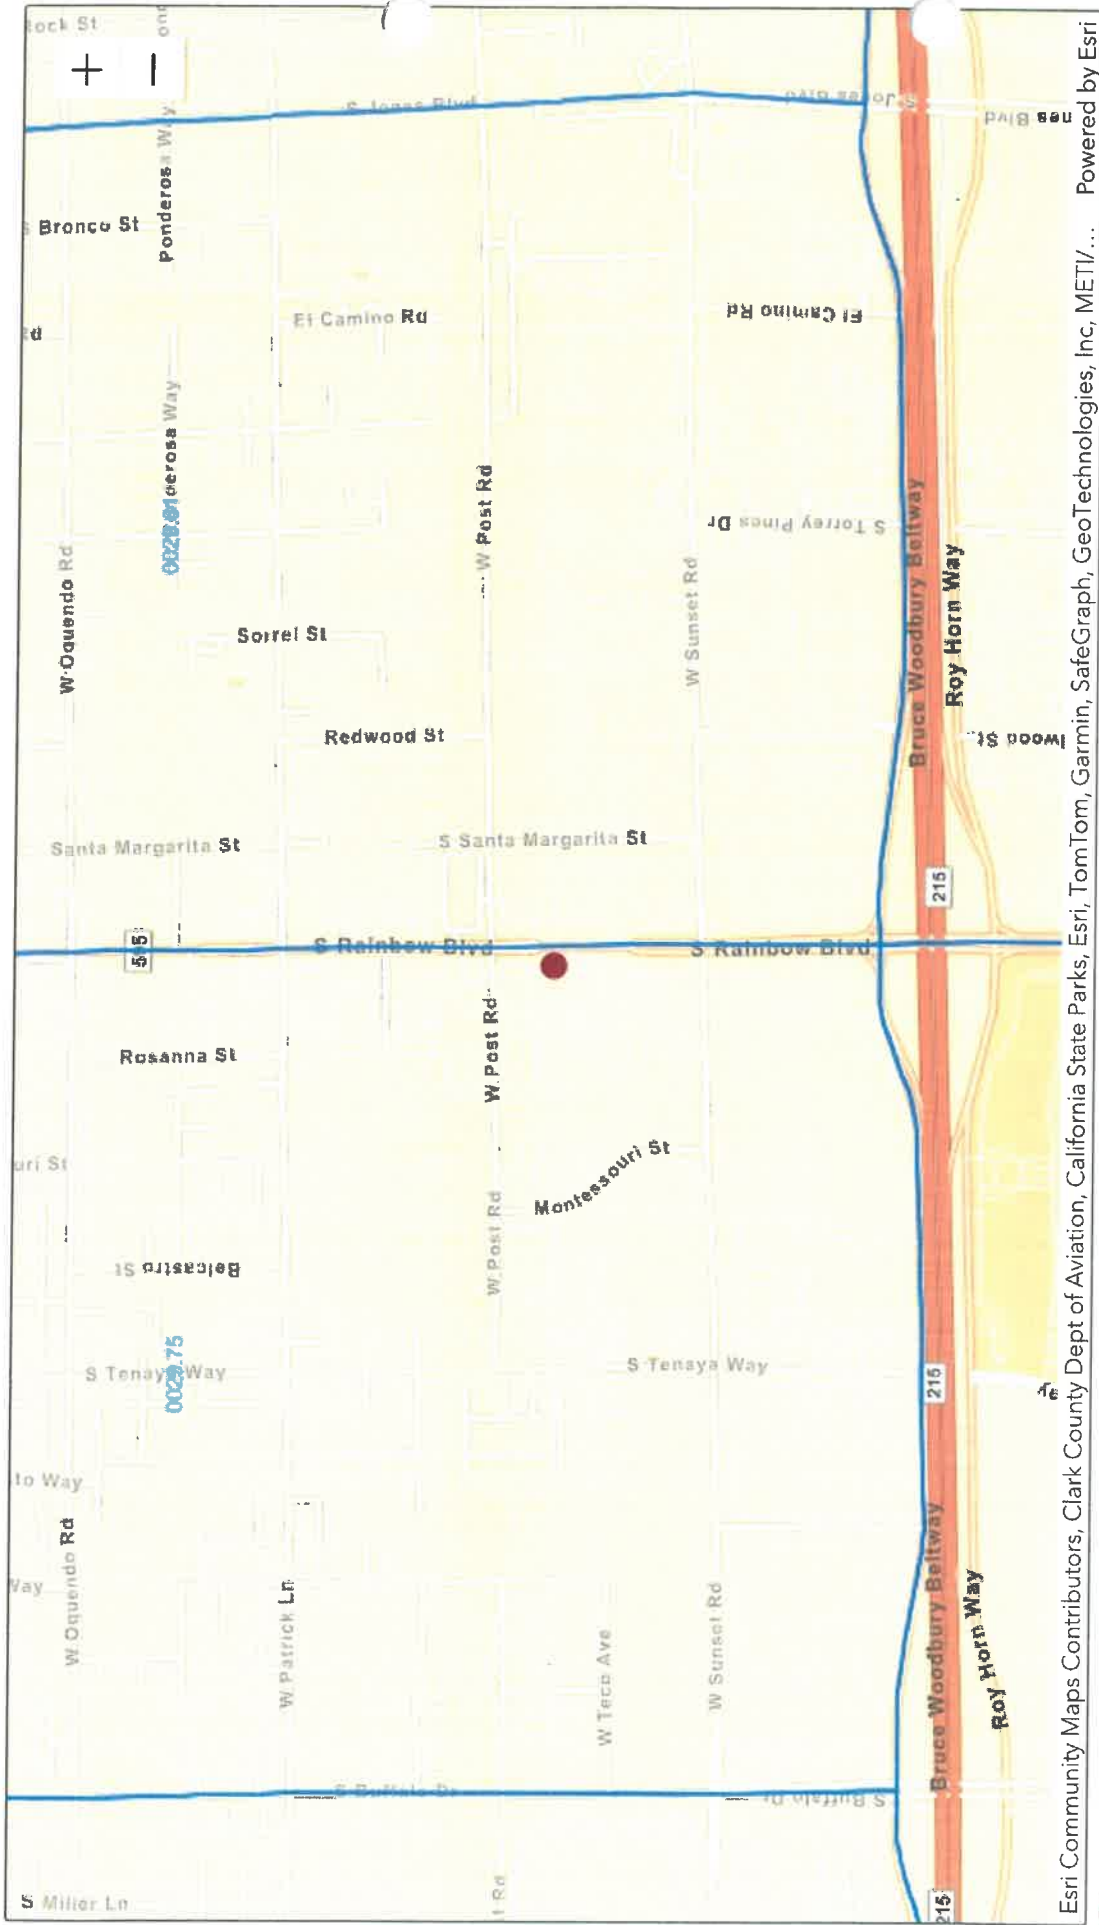 S Miller Ln
S Buffalo Dr
S Buffalo Dr
W Oquendo Rd
W Patrick Ln
W Teco Ave
W Sunset Rd
Bruce Woodbury Beltway
Roy Horn Way
215
to Way
Way
S Tenaya Way
S Tenaya Way
215
Belcastro St
uri St
W Post Rd
Montessouri St
Rosanna St
W Post Rd
S Rainbow Blvd
S Rainbow Blvd
215
Santa Margarita St
S Santa Margarita St
Redwood St
Sorrel St
W Oquendo Rd
W Post Rd
W Sunset Rd
Bruce Woodbury Beltway
Roy Horn Way
S Torrey Pines Dr
El Camino Rd
El Camino Rd
S Bronco St
Ponderosa Way
S Jones Blvd
S Jones Blvd
nes Blvd
+
−
Esri Community Maps Contributors, Clark County Dept of Aviation, California State Parks, Esri, TomTom, Garmin, SafeGraph, GeoTechnologies, Inc, METI/... Powered by Esri